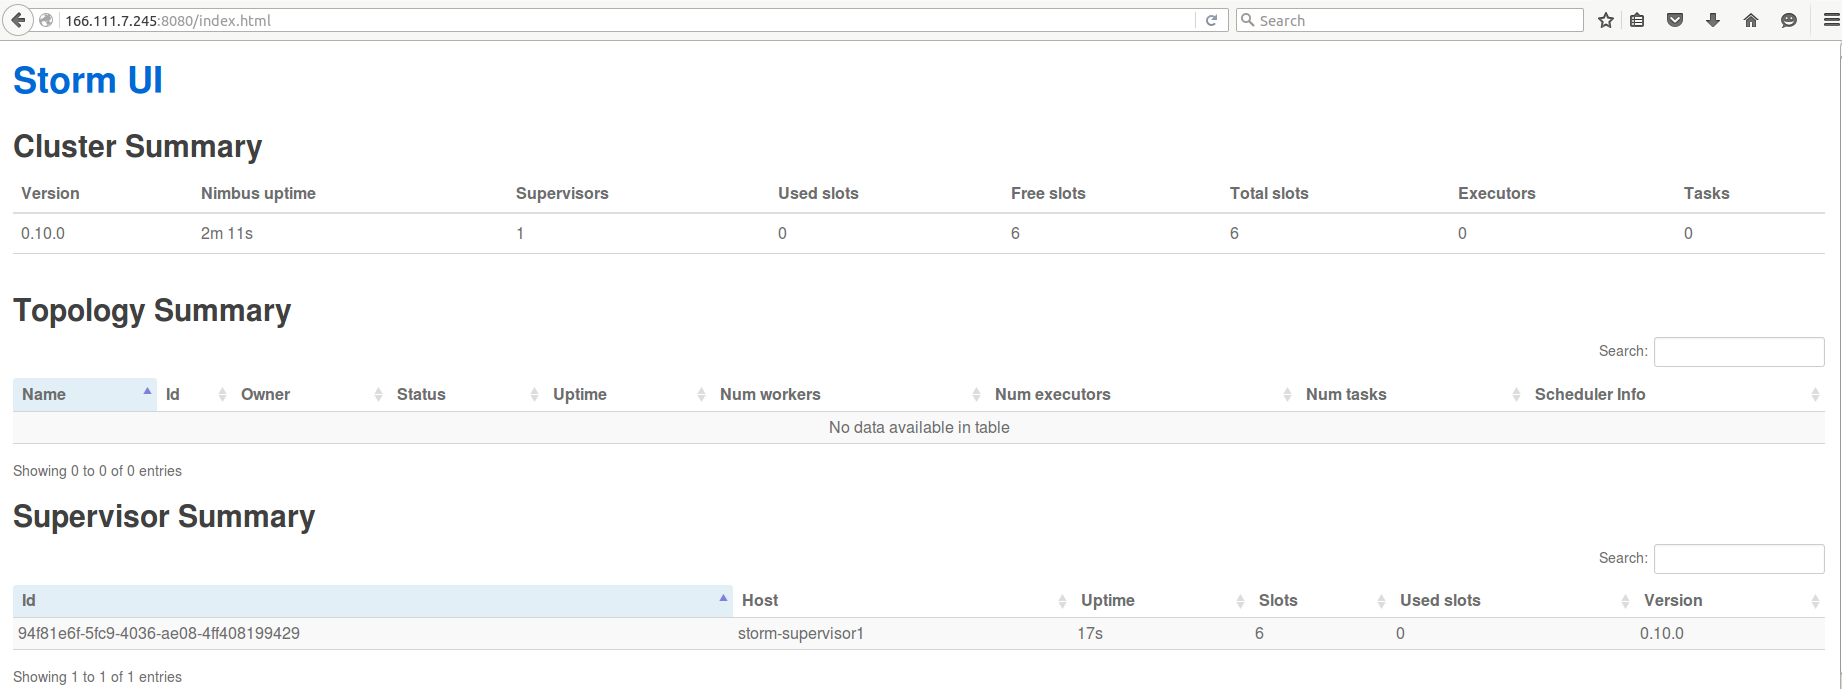 166.111.7.245:8080/index.html Search
Storm UI
Cluster Summary
Version Nimbus uptime Supervisors Used slots Free slots Total slots Executors Tasks
0.10.0 2m 11s 1 0 6 6 0 0
Topology Summary
Search:
Name Id Owner Status Uptime Num workers Num executors Num tasks Scheduler Info
No data available in table
Showing 0 to 0 of 0 entries
Supervisor Summary
Search:
Id Host Uptime Slots Used slots Version
94f81e6f-5fc9-4036-ae08-4ff408199429 storm-supervisor1 17s 6 0 0.10.0
Showing 1 to 1 of 1 entries